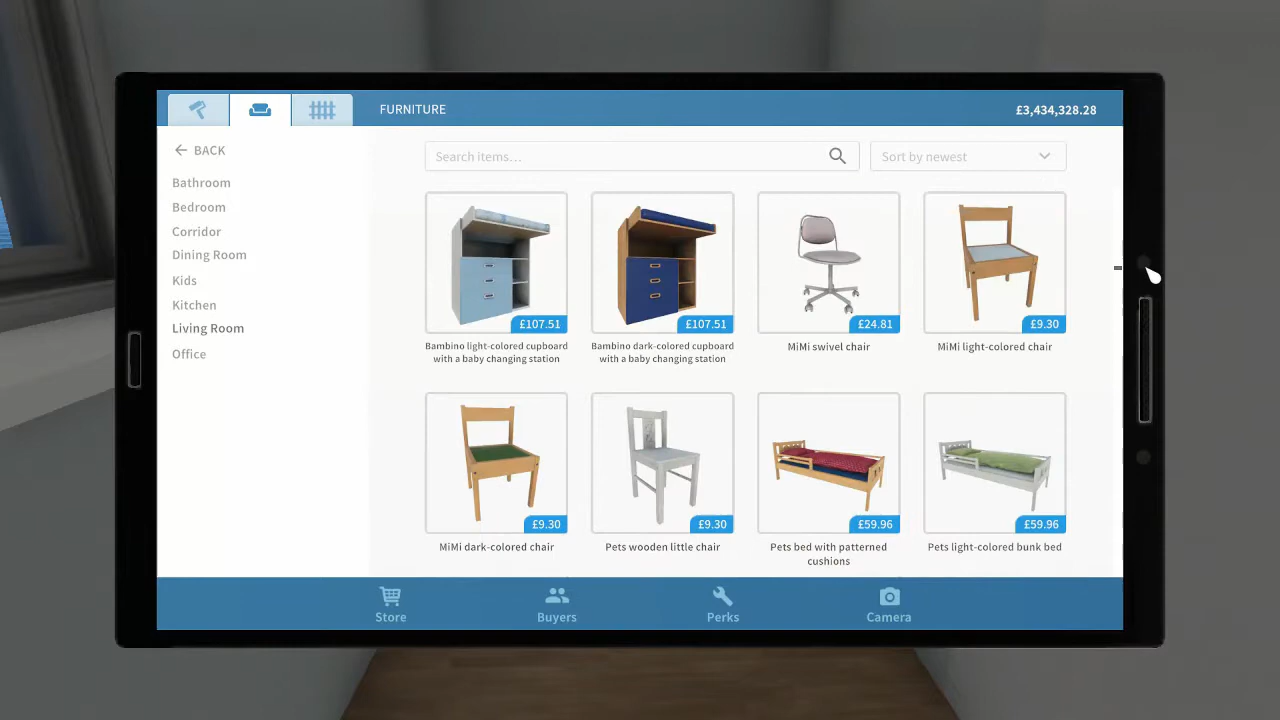 FURNITURE
£3,434,328.28
BACK
Search items...
Sort by newest
Bathroom
Bedroom
Corridor
Dining Room
Kids
Kitchen
Living Room
Office
£107.51
£107.51
£24.81
£9.30
Bambino light-colored cupboard
with a baby changing station
Bambino dark-colored cupboard
with a baby changing station
MiMi swivel chair
MiMi light-colored chair
£9.30
£9.30
£59.96
£59.96
MiMi dark-colored chair
Pets wooden little chair
Pets bed with patterned
cushions
Pets light-colored bunk bed
Store
Buyers
Perks
Camera